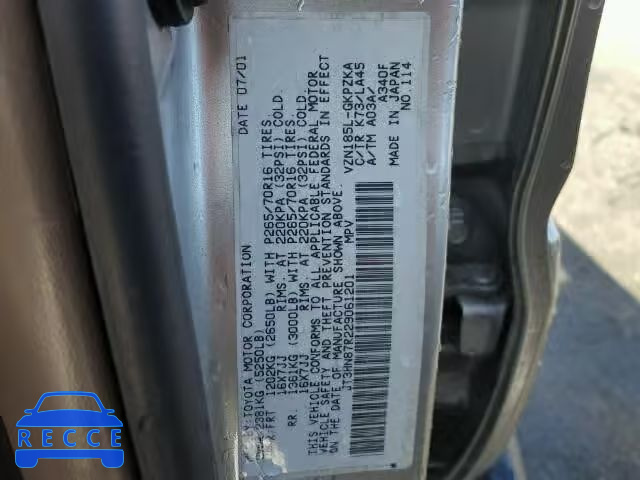 TOYOTA MOTOR CORPORATION DATE 07/01
2381KG (5250LB)
FRT 1202KG (2650LB) WITH P265/70R16 TIRES.
16X7JJ RIMS. AT 220KPA (32PSI) COLD.
RR. 1361KG (3000LB) WITH P265/70R16 TIRES.
16X7JJ RIMS. AT 220KPA (32PSI) COLD.
THIS VEHICLE CONFORMS TO ALL APPLICABLE FEDERAL MOTOR
VEHICLE SAFETY AND THEFT PREVENTION STANDARDS IN EFFECT
ON THE DATE OF MANUFACTURE SHOWN ABOVE.
JT3HN87R229061201 MPV
VZN185L-GKPZKA
C/TR K73/LA45
A/TM A03A/ A340F
MADE IN JAPAN
NO.114
RECCE